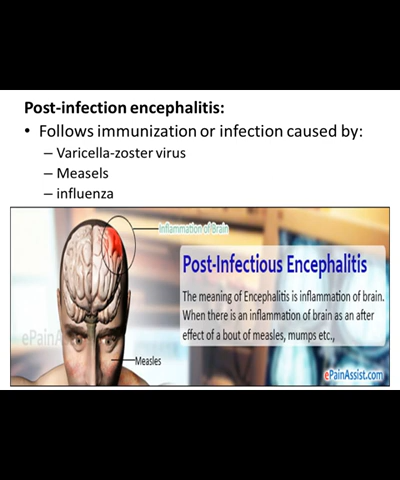 Post-infection encephalitis:
• Follows immunization or infection caused by:
– Varicella-zoster virus
– Measels
– influenza
Inflammation of Brain
Post-Infectious Encephalitis
The meaning of Encephalitis is inflammation of brain.
When there is an inflammation of brain as an after
effect of a bout of measles, mumps etc.,
ePainAssist
Measles
ePainAssist.com